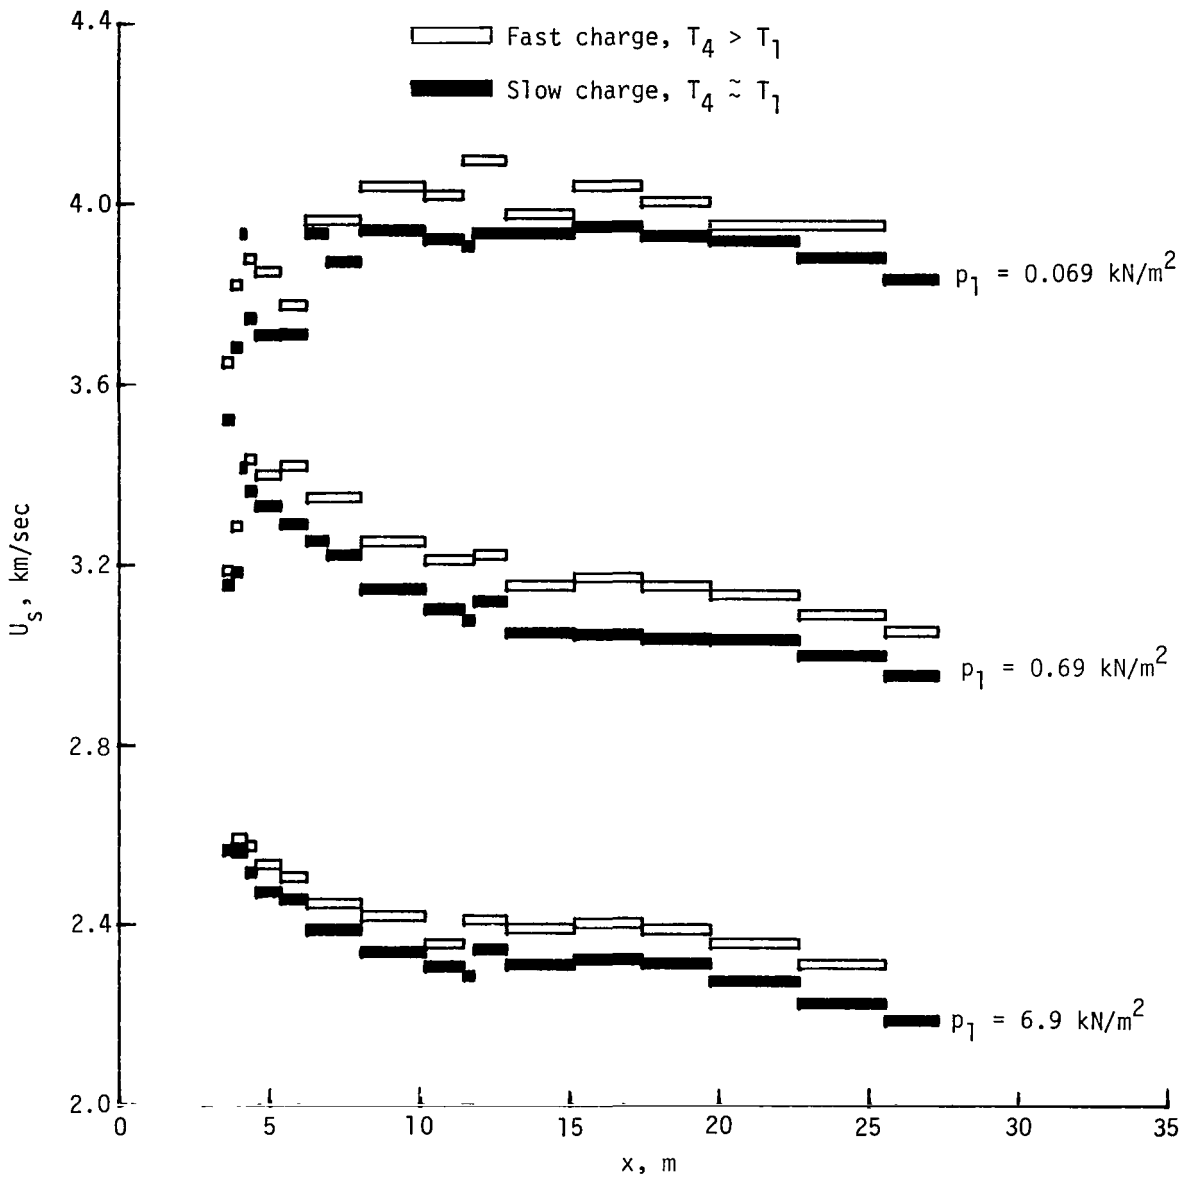 4.4
Fast charge, T₄ > T₁
Slow charge, T₄ ≈ T₁
4.0
p₁ = 0.069 kN/m²
3.6
U_s, km/sec
3.2
p₁ = 0.69 kN/m²
2.8
2.4
p₁ = 6.9 kN/m²
2.0
0 5 10 15 20 25 30 35
x, m